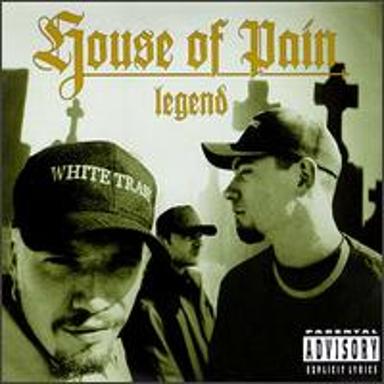 House of Pain
legend
WHITE TRASH
PARENTAL
ADVISORY
EXPLICIT LYRICS